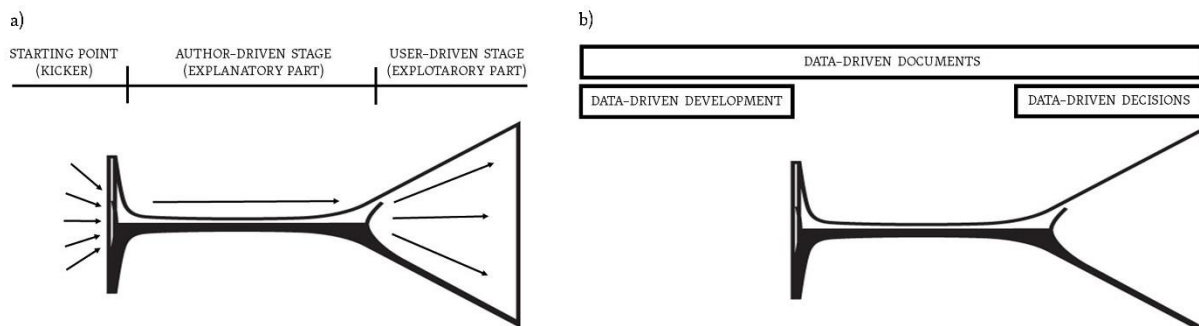 a)
STARTING POINT
(KICKER)
AUTHOR-DRIVEN STAGE
(EXPLANATORY PART)
USER-DRIVEN STAGE
(EXPLOTARORY PART)
b)
DATA-DRIVEN DOCUMENTS
DATA-DRIVEN DEVELOPMENT
DATA-DRIVEN DECISIONS